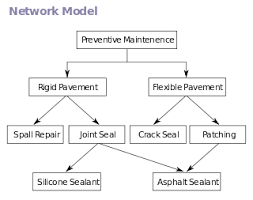 Network Model
Preventive Maintenence
Rigid Pavement
Flexible Pavement
Spall Repair
Joint Seal
Crack Seal
Patching
Silicone Sealant
Asphalt Sealant